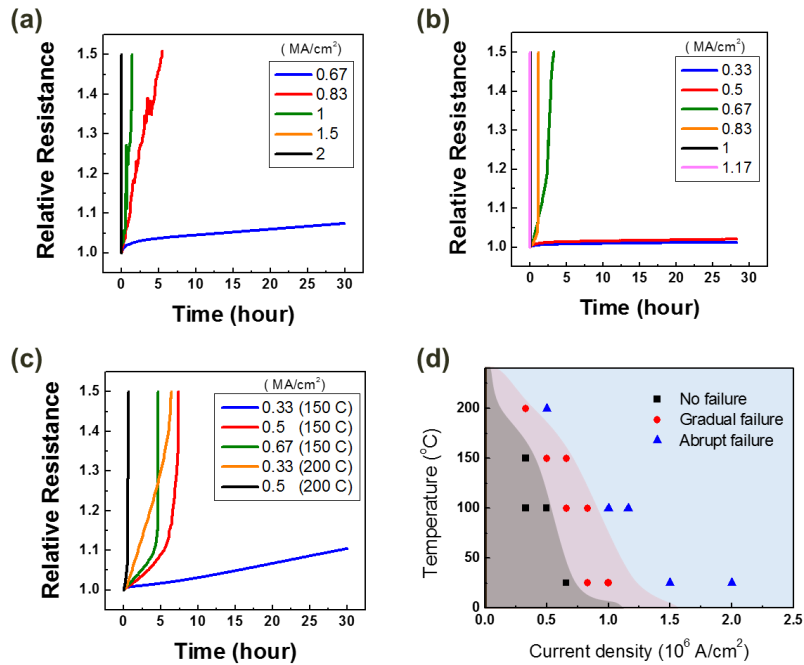 (a)
( MA/cm²)
0.67
0.83
1
1.5
2
1.5
1.4
1.3
1.2
1.1
1.0
Relative Resistance
0 5 10 15 20 25 30
Time (hour)
(b)
( MA/cm²)
0.33
0.5
0.67
0.83
1
1.17
1.5
1.4
1.3
1.2
1.1
1.0
Relative Resistance
0 5 10 15 20 25 30
Time (hour)
(c)
( MA/cm²)
0.33 (150 C)
0.5 (150 C)
0.67 (150 C)
0.33 (200 C)
0.5 (200 C)
1.5
1.4
1.3
1.2
1.1
1.0
Relative Resistance
0 5 10 15 20 25 30
Time (hour)
(d)
No failure
Gradual failure
Abrupt failure
200
150
100
50
25
0
Temperature (°C)
0.0 0.5 1.0 1.5 2.0 2.5
Current density (10⁶ A/cm²)